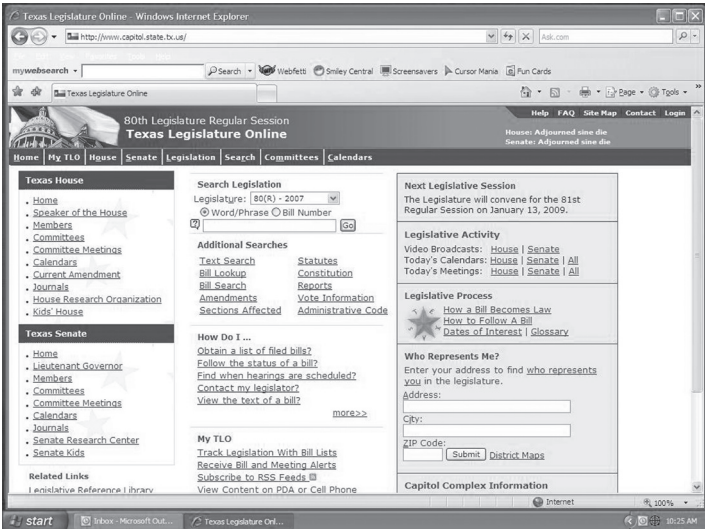 Texas Legislature Online - Windows Internet Explorer
http://www.capitol.state.tx.us/
Ask.com
mywebsearch
Search
Webfetti
Smiley Central
Screensavers
Cursor Mania
Fun Cards
Texas Legislature Online
Page
Tools
80th Legislature Regular Session
Texas Legislature Online
Help FAQ Site Map Contact Login
House: Adjourned sine die
Senate: Adjourned sine die
Home My TLO House Senate Legislation Search Committees Calendars
Texas House
Home
Speaker of the House
Members
Committees
Committee Meetings
Calendars
Current Amendment
Journals
House Research Organization
Kids' House
Texas Senate
Home
Lieutenant Governor
Members
Committees
Committee Meetings
Calendars
Journals
Senate Research Center
Senate Kids
Related Links
Legislative Reference Library
Search Legislation
Legislature: 80(R) - 2007
Word/Phrase Bill Number
? Go
Additional Searches
Text Search Statutes
Bill Lookup Constitution
Bill Search Reports
Amendments Vote Information
Sections Affected Administrative Code
How Do I ...
Obtain a list of filed bills?
Follow the status of a bill?
Find when hearings are scheduled?
Contact my legislator?
View the text of a bill?
more>>
My TLO
Track Legislation With Bill Lists
Receive Bill and Meeting Alerts
Subscribe to RSS Feeds
View Content on PDA or Cell Phone
Next Legislative Session
The Legislature will convene for the 81st
Regular Session on January 13, 2009.
Legislative Activity
Video Broadcasts: House | Senate
Today's Calendars: House | Senate | All
Today's Meetings: House | Senate | All
Legislative Process
How a Bill Becomes Law
How to Follow A Bill
Dates of Interest | Glossary
Who Represents Me?
Enter your address to find who represents
you in the legislature.
Address:
City:
ZIP Code:
Submit District Maps
Capitol Complex Information
Internet
100%
start
Inbox - Microsoft Out...
Texas Legislature Onl...
10:25 AM